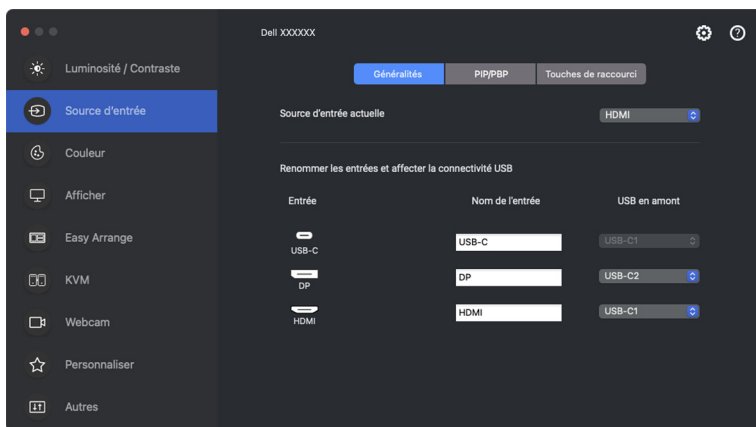 Dell XXXXXX
Luminosité / Contraste
Source d'entrée
Couleur
Afficher
Easy Arrange
KVM
Webcam
Personnaliser
Autres
Généralités PIP/PBP Touches de raccourci
Source d'entrée actuelle HDMI
Renommer les entrées et affecter la connectivité USB
Entrée Nom de l'entrée USB en amont
USB-C USB-C USB-C1
DP DP USB-C2
HDMI HDMI USB-C1